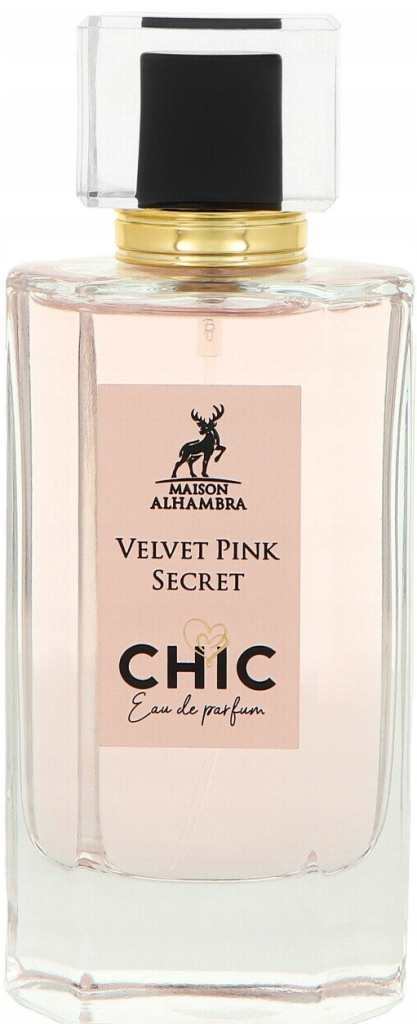 MAISON
ALHAMBRA
VELVET PINK
SECRET
CHIC
Eau de parfum